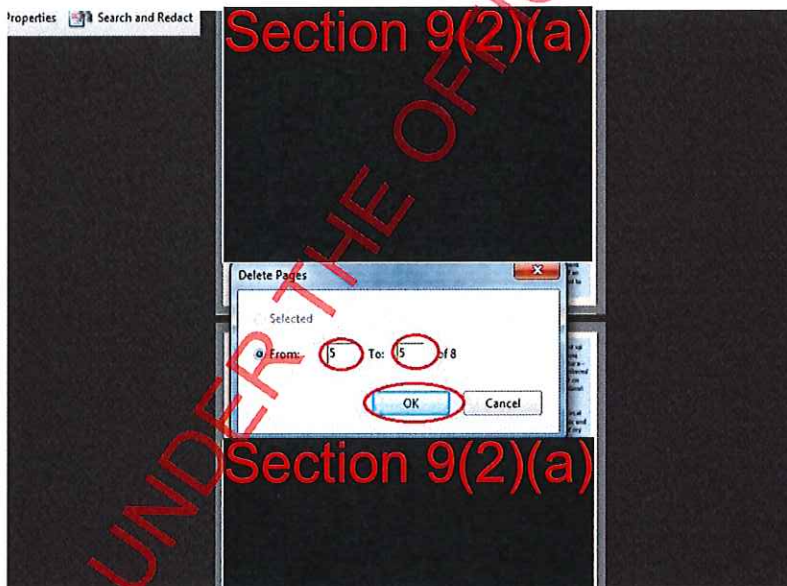 Properties Search and Redact
Section 9(2)(a)
Delete Pages
Selected
From: 5 To: 5 of 8
OK Cancel
Section 9(2)(a)
UNDER THE